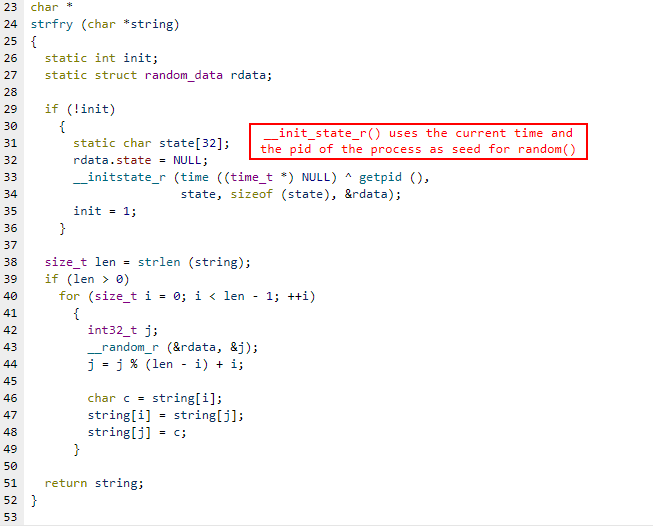 23 char *
24 strfry (char *string)
25 {
26   static int init;
27   static struct random_data rdata;
28
29   if (!init)
30     {
31       static char state[32];
32       rdata.state = NULL;
33       __initstate_r (time ((time_t *) NULL) ^ getpid (),
34                      state, sizeof (state), &rdata);
35       init = 1;
36     }
37
38   size_t len = strlen (string);
39   if (len > 0)
40     for (size_t i = 0; i < len - 1; ++i)
41       {
42         int32_t j;
43         __random_r (&rdata, &j);
44         j = j % (len - i) + i;
45
46         char c = string[i];
47         string[i] = string[j];
48         string[j] = c;
49       }
50
51   return string;
52 }
53
__init_state_r() uses the current time and
the pid of the process as seed for random()